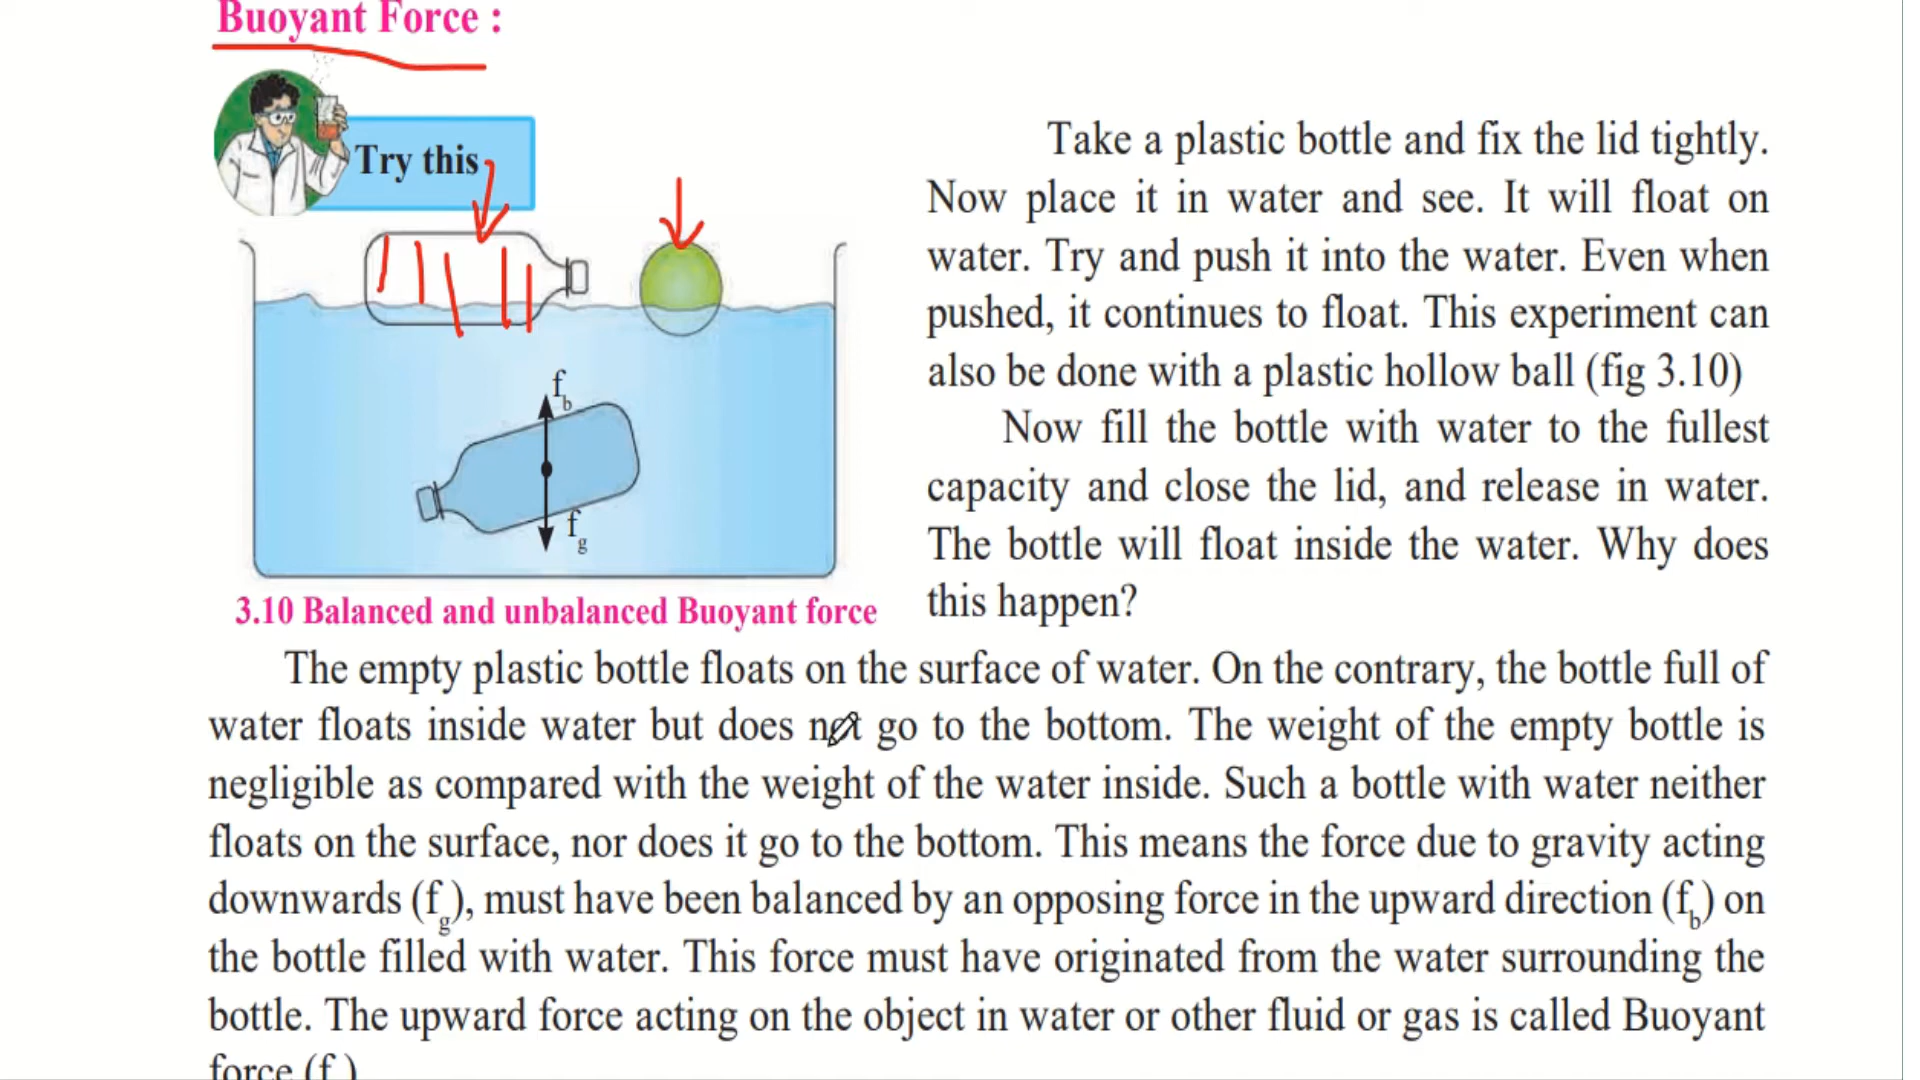 Buoyant Force :
Try this
Take a plastic bottle and fix the lid tightly.
Now place it in water and see. It will float on
water. Try and push it into the water. Even when
pushed, it continues to float. This experiment can
also be done with a plastic hollow ball (fig 3.10)
Now fill the bottle with water to the fullest
capacity and close the lid, and release in water.
The bottle will float inside the water. Why does
this happen?
fb
fg
3.10 Balanced and unbalanced Buoyant force
The empty plastic bottle floats on the surface of water. On the contrary, the bottle full of
water floats inside water but does not go to the bottom. The weight of the empty bottle is
negligible as compared with the weight of the water inside. Such a bottle with water neither
floats on the surface, nor does it go to the bottom. This means the force due to gravity acting
downwards (fg), must have been balanced by an opposing force in the upward direction (fb) on
the bottle filled with water. This force must have originated from the water surrounding the
bottle. The upward force acting on the object in water or other fluid or gas is called Buoyant
force (f )